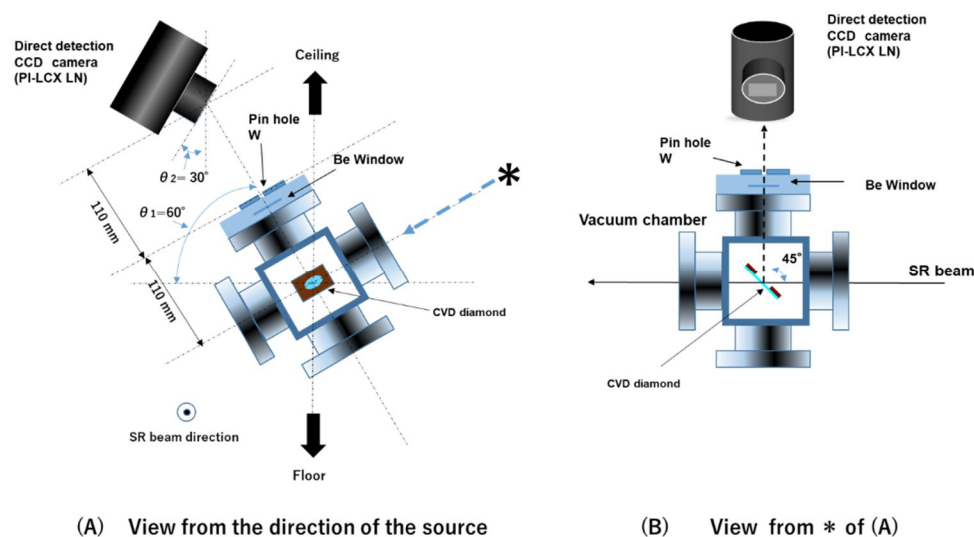 Direct detection
CCD camera
(PI-LCX LN)
Ceiling
Pin hole
W
Be Window
*
θ2=30°
θ1=60°
110 mm
110 mm
CVD diamond
SR beam direction
Floor
(A) View from the direction of the source
Direct detection
CCD camera
(PI-LCX LN)
Pin hole
W
Be Window
Vacuum chamber
45°
SR beam
CVD diamond
(B) View from * of (A)